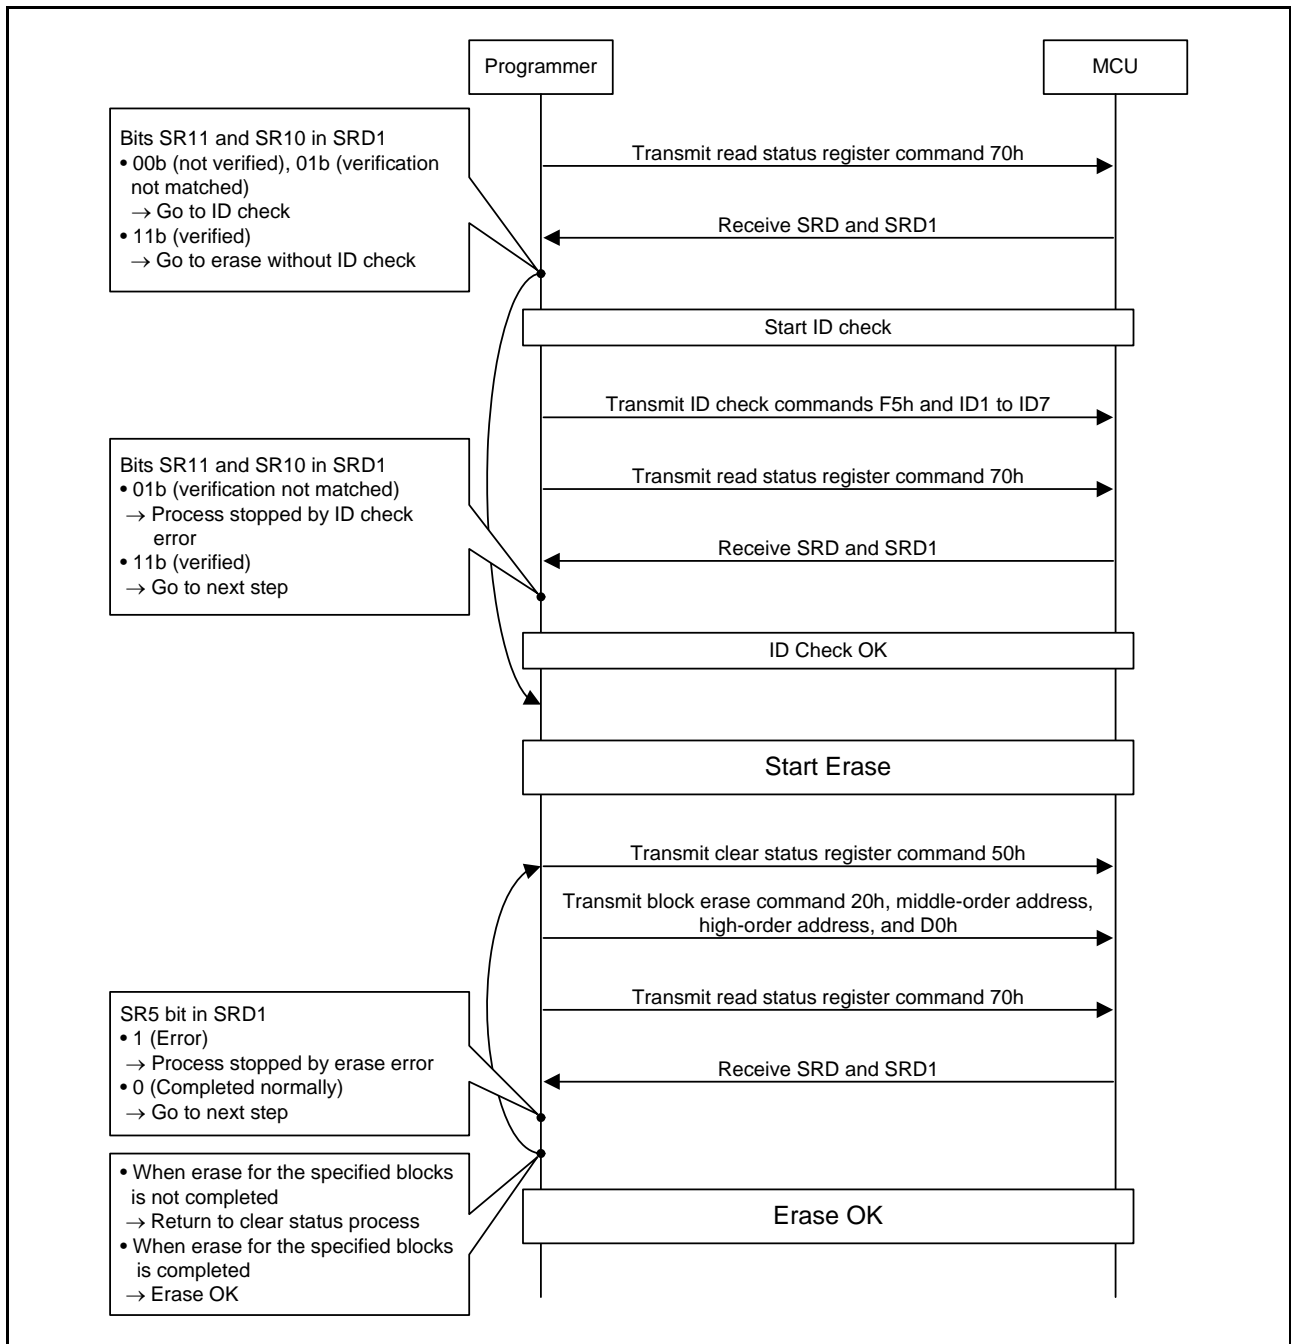 Programmer
MCU
Bits SR11 and SR10 in SRD1
• 00b (not verified), 01b (verification
not matched)
→ Go to ID check
• 11b (verified)
→ Go to erase without ID check
Transmit read status register command 70h
Receive SRD and SRD1
Start ID check
Transmit ID check commands F5h and ID1 to ID7
Bits SR11 and SR10 in SRD1
• 01b (verification not matched)
→ Process stopped by ID check
error
• 11b (verified)
→ Go to next step
Transmit read status register command 70h
Receive SRD and SRD1
ID Check OK
Start Erase
Transmit clear status register command 50h
Transmit block erase command 20h, middle-order address,
high-order address, and D0h
Transmit read status register command 70h
SR5 bit in SRD1
• 1 (Error)
→ Process stopped by erase error
• 0 (Completed normally)
→ Go to next step
Receive SRD and SRD1
• When erase for the specified blocks
is not completed
→ Return to clear status process
• When erase for the specified blocks
is completed
→ Erase OK
Erase OK